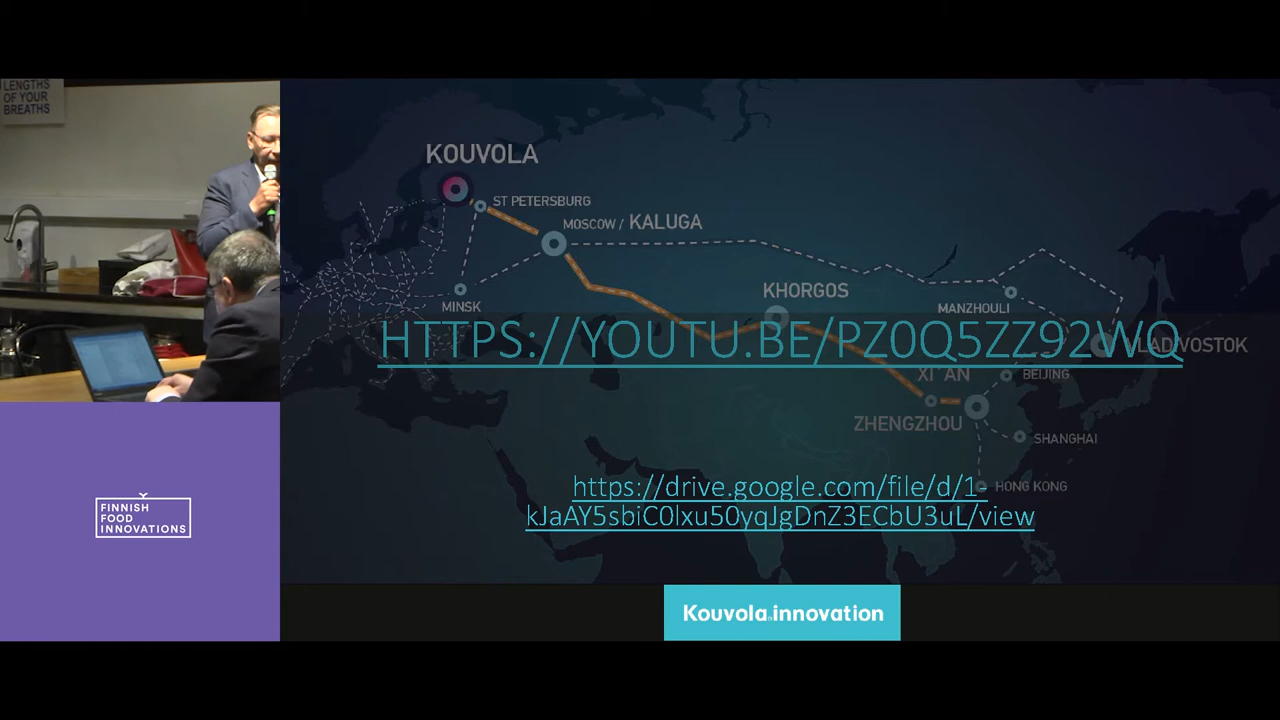 LENGTHS
OF YOUR
BREATHS
KOUVOLA
ST PETERSBURG
MOSCOW / KALUGA
KHORGOS
MINSK
MANZHOULI
HTTPS://YOUTU.BE/PZ0Q5ZZ92WQ
VLADIVOSTOK
XI´AN
BEIJING
ZHENGZHOU
SHANGHAI
https://drive.google.com/file/d/1-
HONG KONG
kJaAY5sbiC0lxu50yqJgDnZ3ECbU3uL/view
FINNISH
FOOD
INNOVATIONS
Kouvola innovation